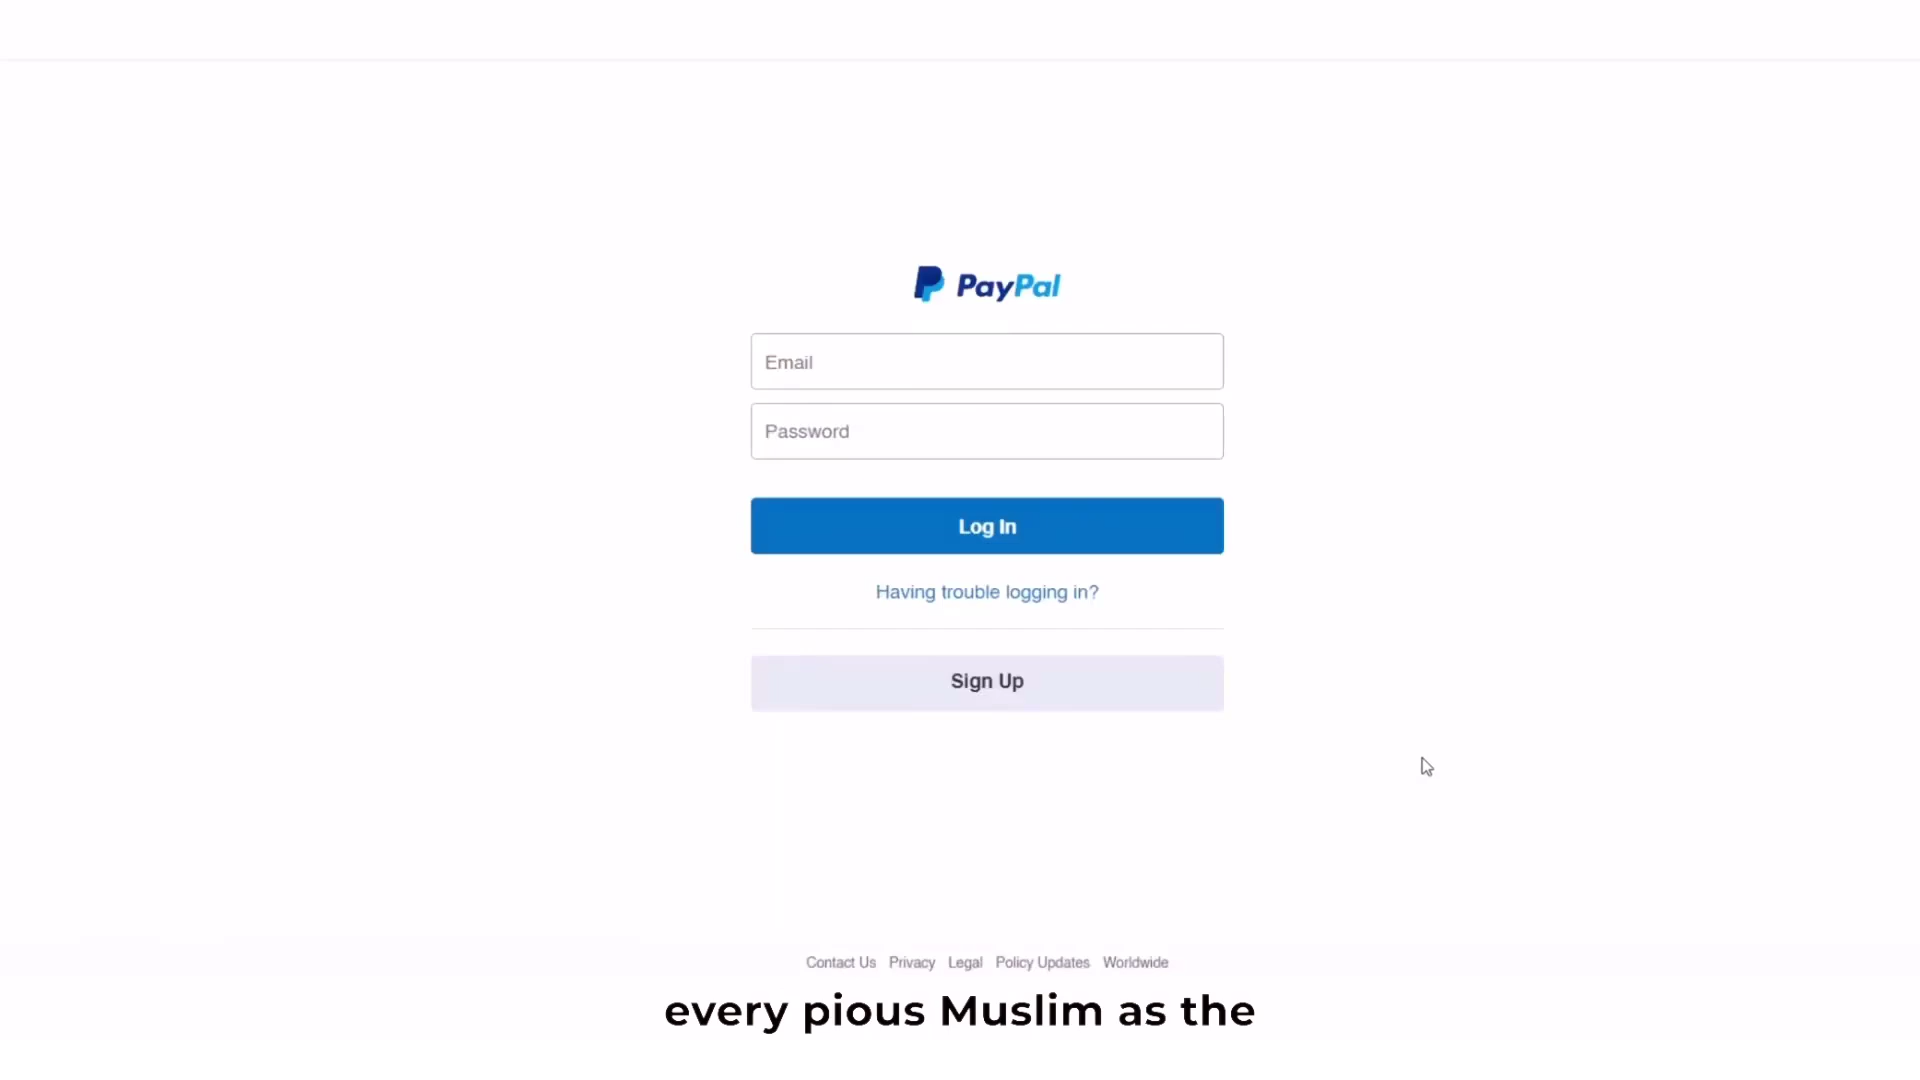 PayPal
Email
Password
Log In
Having trouble logging in?
Sign Up
Contact Us Privacy Legal Policy Updates Worldwide
every pious Muslim as the